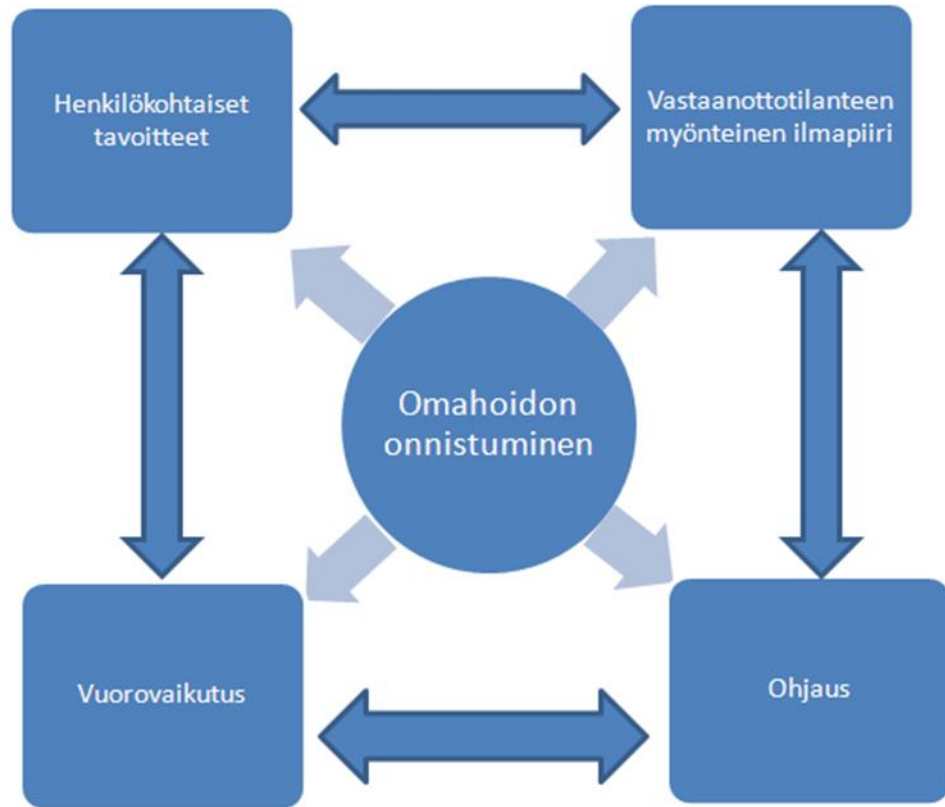 Henkilökohtaiset
tavoitteet
Vastaanottotilanteen
myönteinen ilmapiiri
Omahoidon
onnistuminen
Vuorovaikutus
Ohjaus